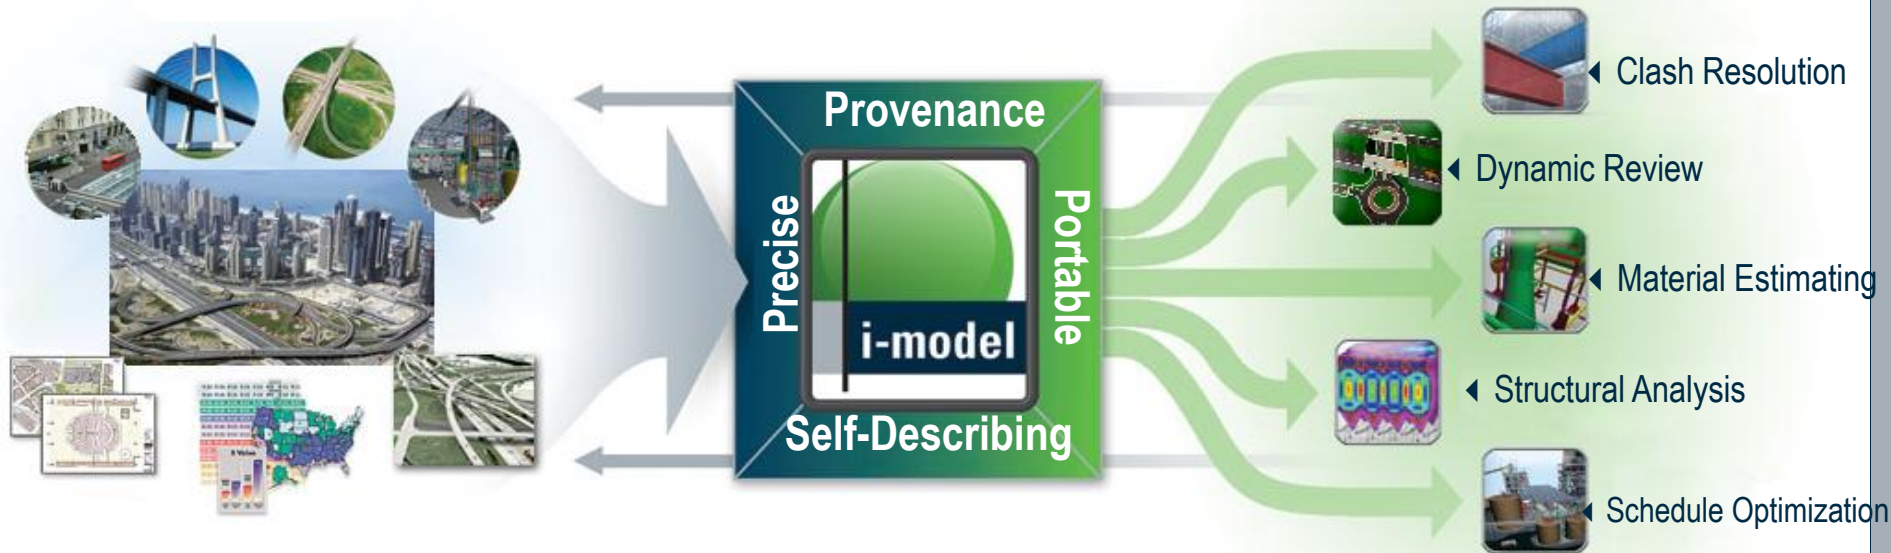 Provenance
Precise
Portable
i-model
Self-Describing
Clash Resolution
Dynamic Review
Material Estimating
Structural Analysis
Schedule Optimization